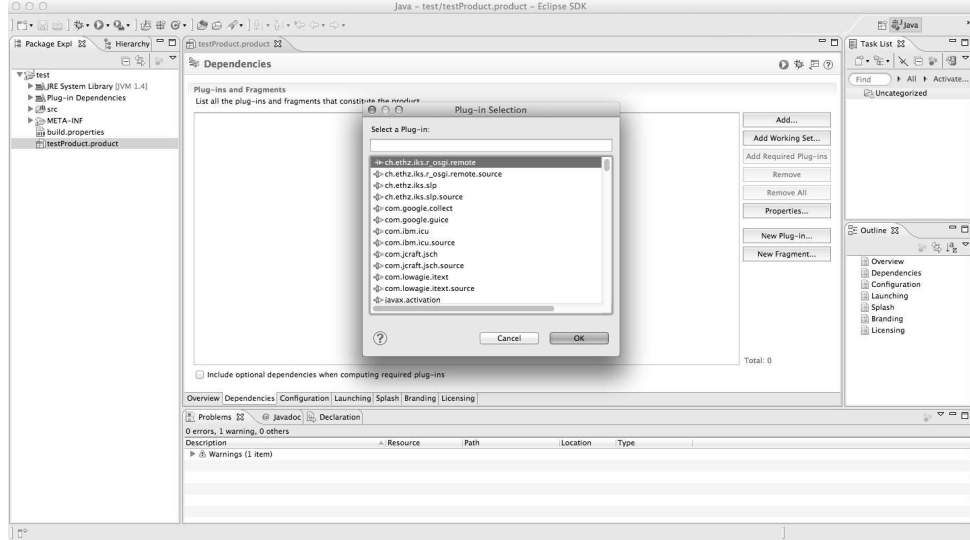 Java – test/testProduct.product – Eclipse SDK
Java
Package Expl
Hierarchy
test
JRE System Library [JVM 1.4]
Plug-in Dependencies
src
META-INF
build.properties
testProduct.product
testProduct.product
Dependencies
Plug-ins and Fragments
List all the plug-ins and fragments that constitute the product.
Add...
Add Working Set...
Add Required Plug-ins
Remove
Remove All
Properties...
New Plug-in...
New Fragment...
Total: 0
Include optional dependencies when computing required plug-ins
Overview Dependencies Configuration Launching Splash Branding Licensing
Plug-in Selection
Select a Plug-in:
ch.ethz.iks.r_osgi.remote
ch.ethz.iks.r_osgi.remote.source
ch.ethz.iks.slp
ch.ethz.iks.slp.source
com.google.collect
com.google.guice
com.ibm.icu
com.ibm.icu.source
com.jcraft.jsch
com.jcraft.jsch.source
com.lowagie.itext
com.lowagie.itext.source
javax.activation
Cancel
OK
Task List
Find
All
Activate...
Uncategorized
Outline
Overview
Dependencies
Configuration
Launching
Splash
Branding
Licensing
Problems
@ Javadoc
Declaration
0 errors, 1 warning, 0 others
Description Resource Path Location Type
Warnings (1 item)